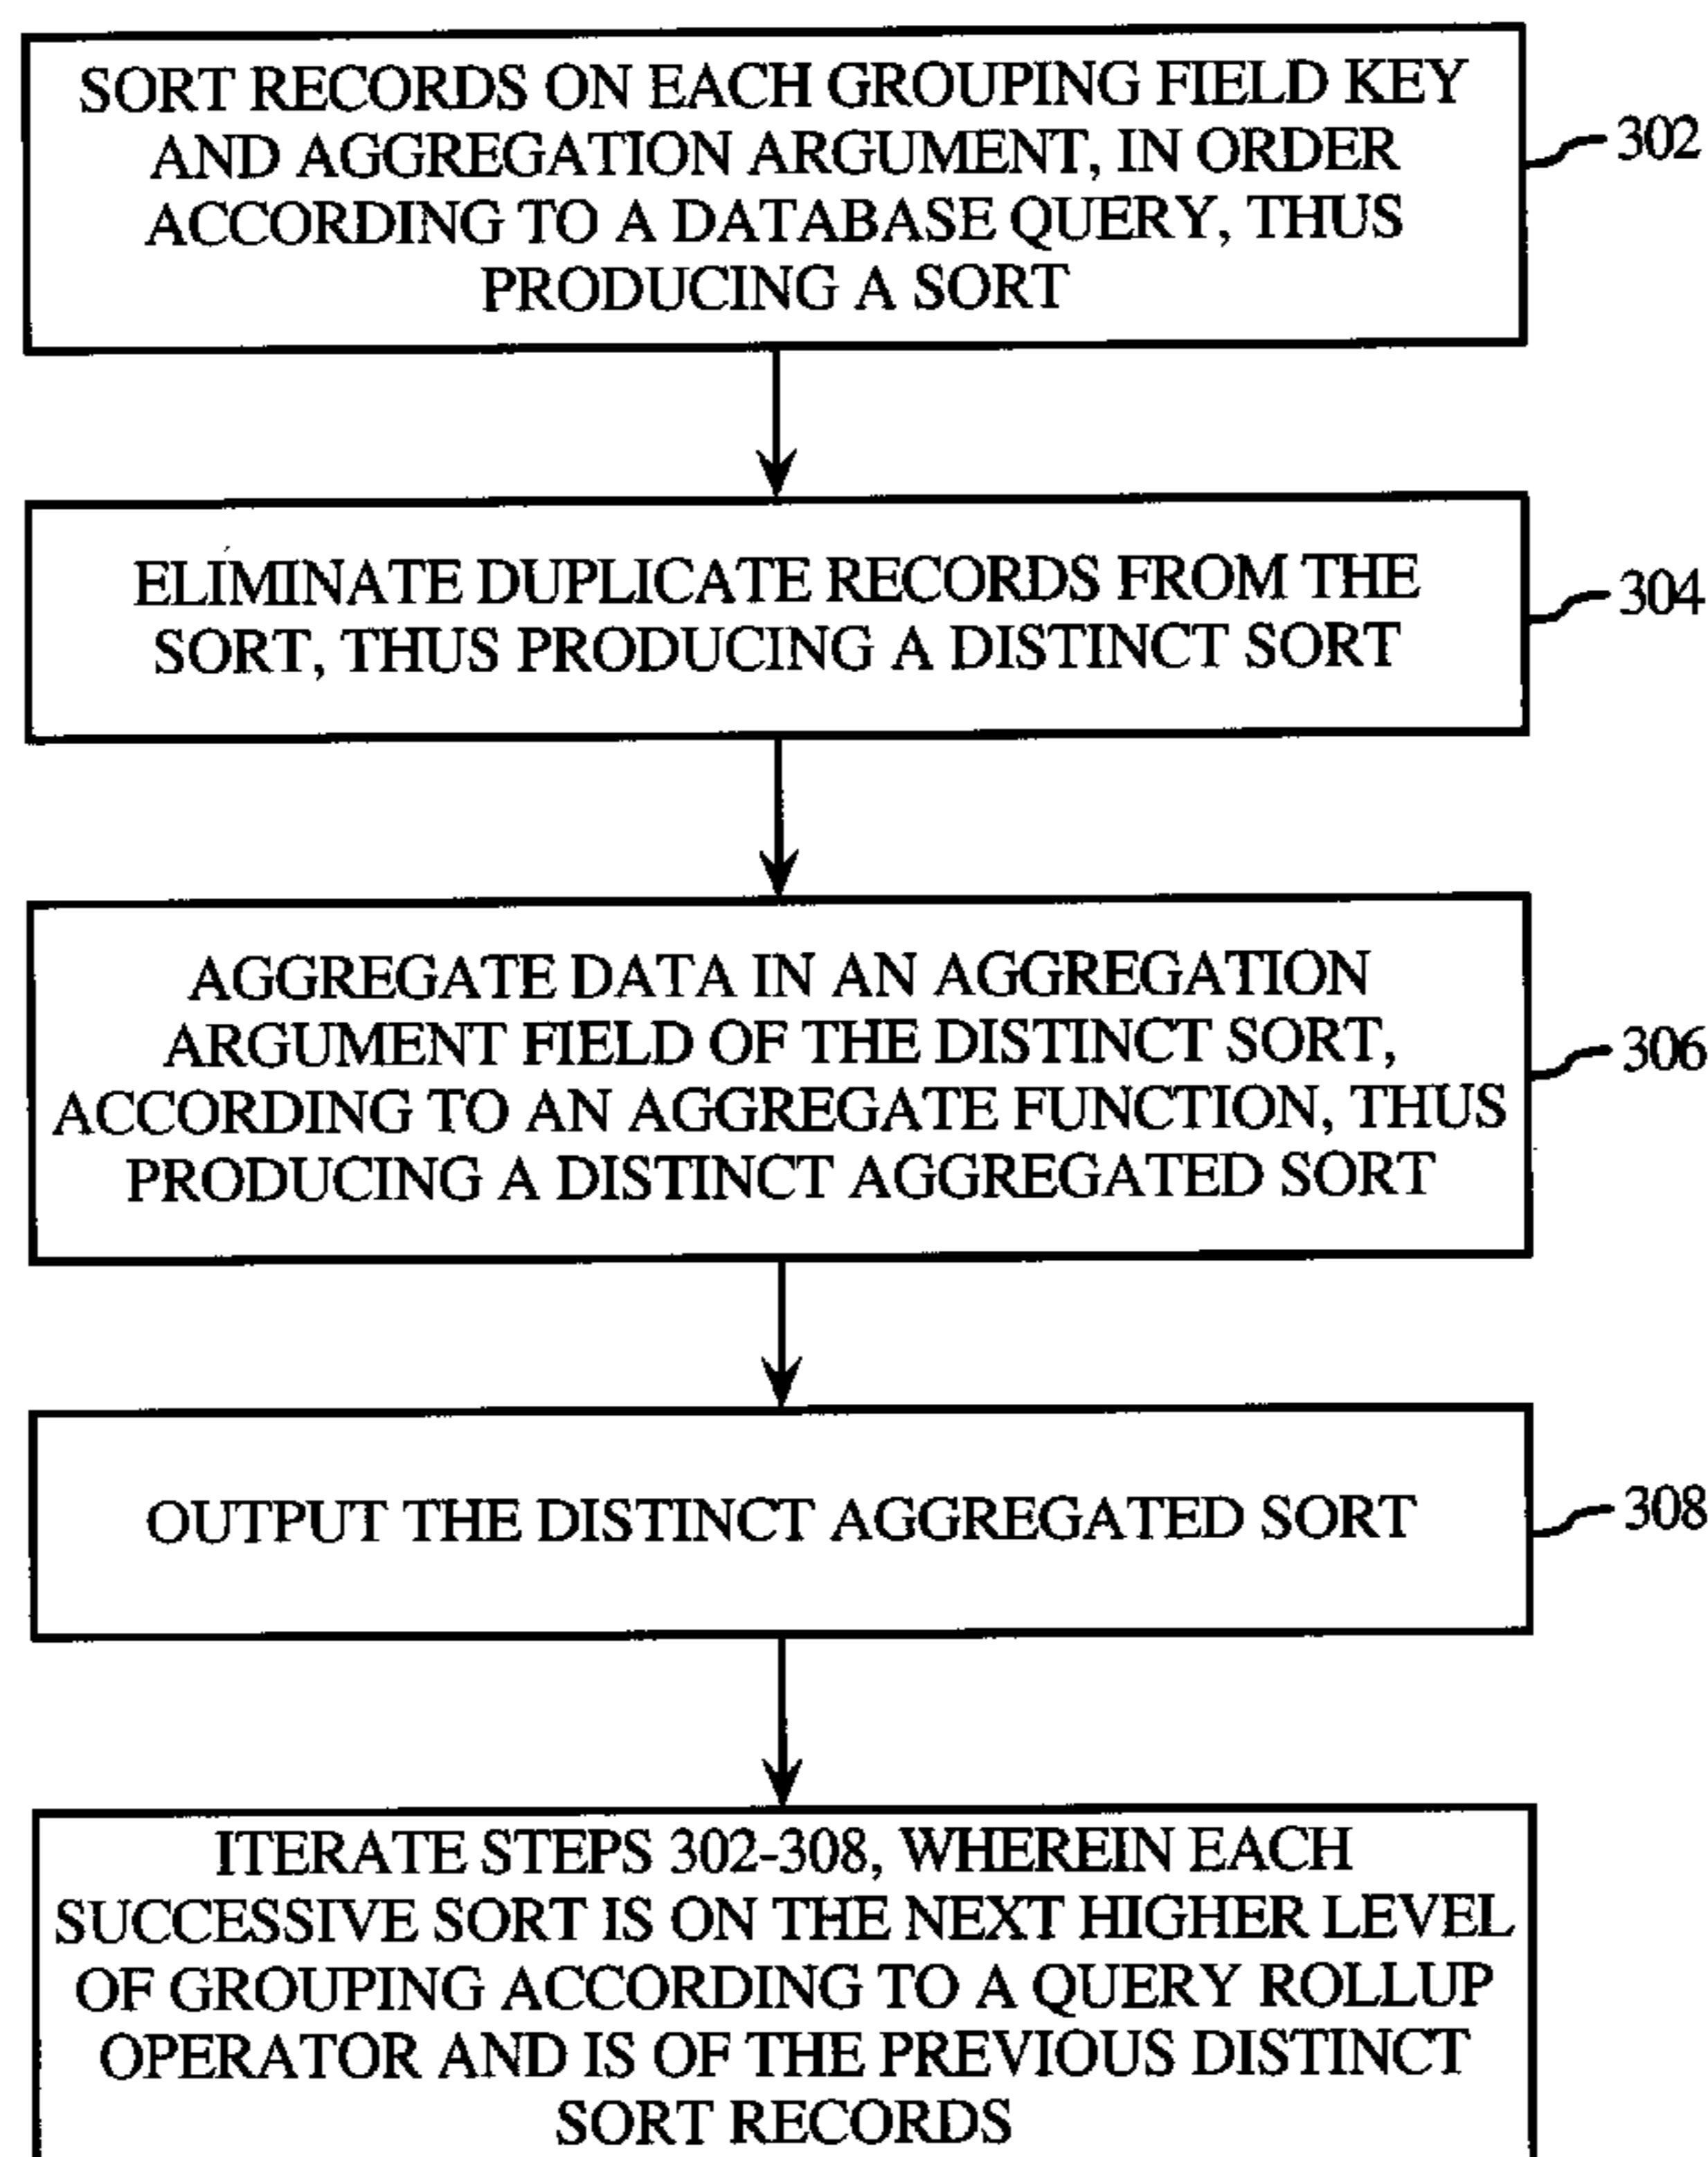 SORT RECORDS ON EACH GROUPING FIELD KEY
AND AGGREGATION ARGUMENT, IN ORDER
ACCORDING TO A DATABASE QUERY, THUS
PRODUCING A SORT
302
ELIMINATE DUPLICATE RECORDS FROM THE
SORT, THUS PRODUCING A DISTINCT SORT
304
AGGREGATE DATA IN AN AGGREGATION
ARGUMENT FIELD OF THE DISTINCT SORT,
ACCORDING TO AN AGGREGATE FUNCTION, THUS
PRODUCING A DISTINCT AGGREGATED SORT
306
OUTPUT THE DISTINCT AGGREGATED SORT
308
ITERATE STEPS 302-308, WHEREIN EACH
SUCCESSIVE SORT IS ON THE NEXT HIGHER LEVEL
OF GROUPING ACCORDING TO A QUERY ROLLUP
OPERATOR AND IS OF THE PREVIOUS DISTINCT
SORT RECORDS